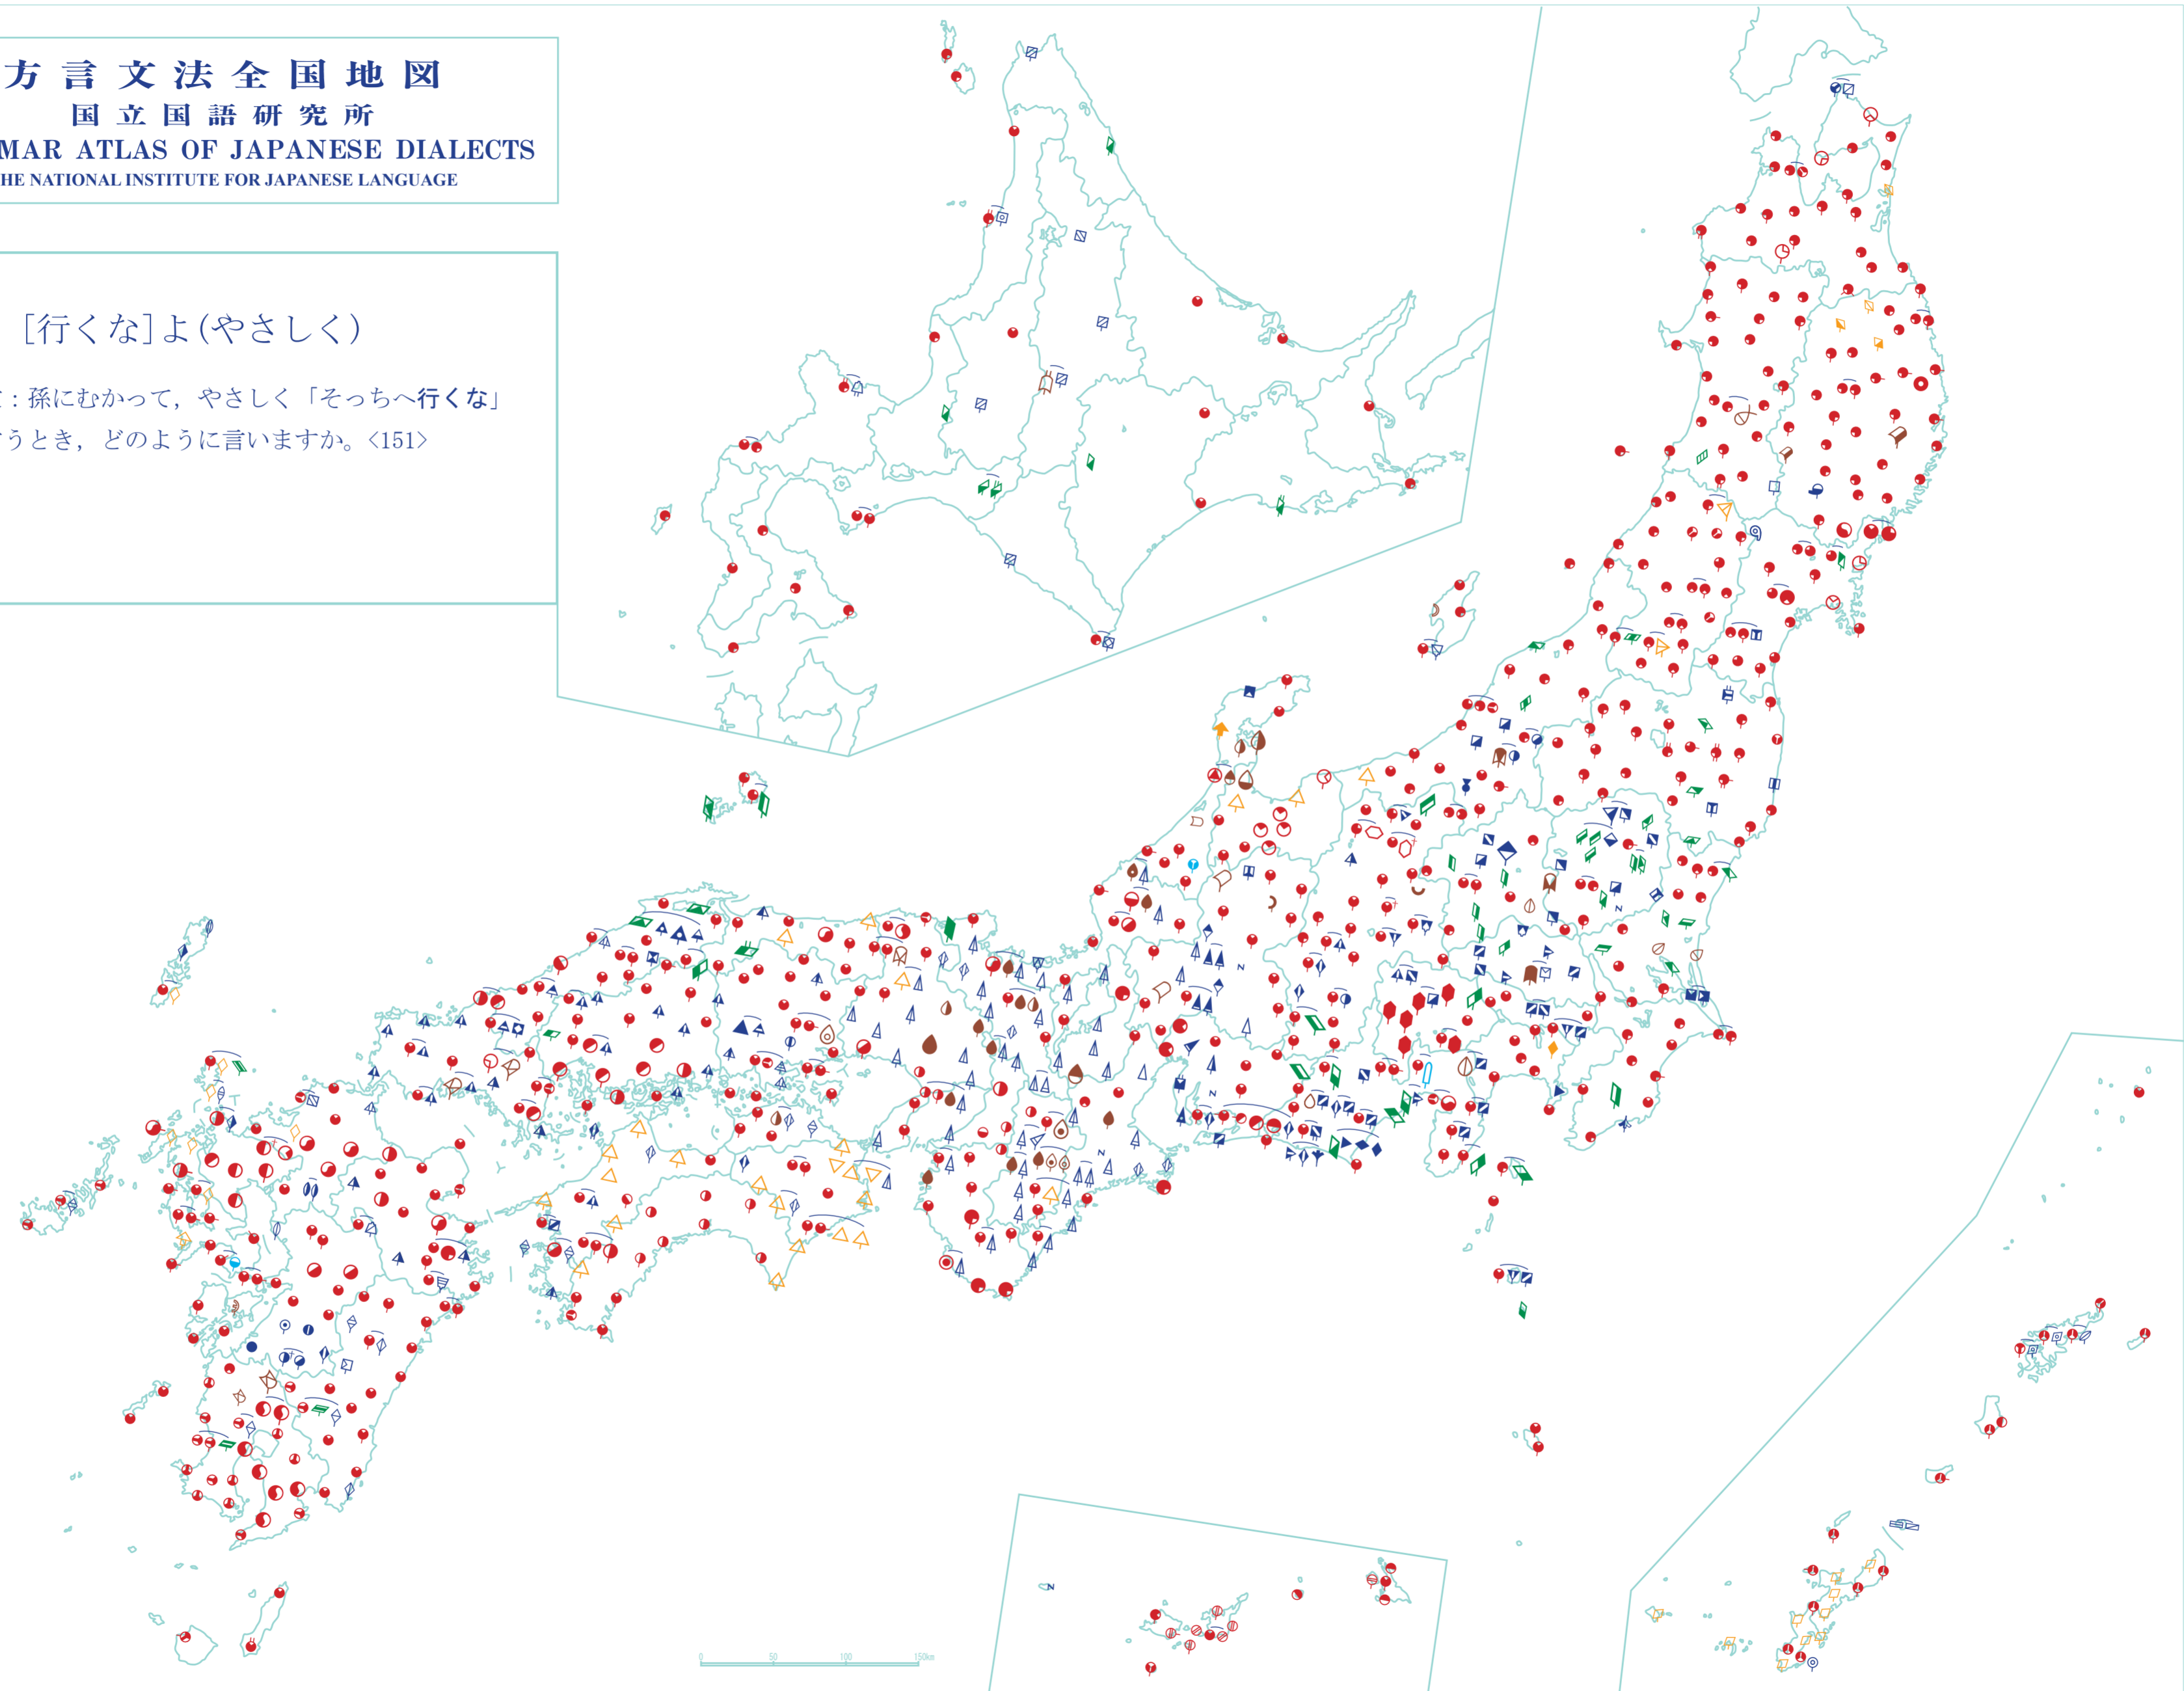 方言文法全国地図
国立国語研究所
MAR ATLAS OF JAPANESE DIALECTS
HE NATIONAL INSTITUTE FOR JAPANESE LANGUAGE
[行くな]よ(やさしく)
:孫にむかって,やさしく「そっちへ行くな」
うとき,どのように言いますか。〈151〉
0 50 100 150km
N
N
N
N
N
N